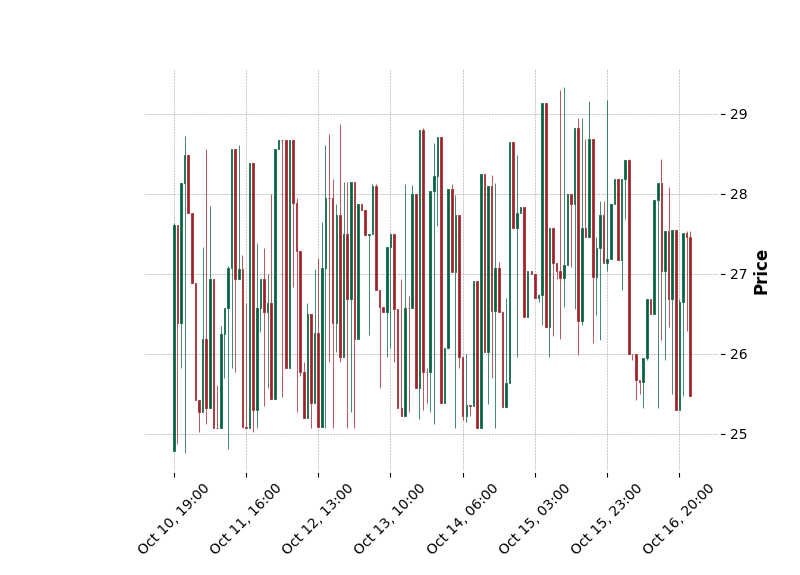 29
28
27
26
25
Price
Oct 10, 19:00
Oct 11, 16:00
Oct 12, 13:00
Oct 13, 10:00
Oct 14, 06:00
Oct 15, 03:00
Oct 15, 23:00
Oct 16, 20:00